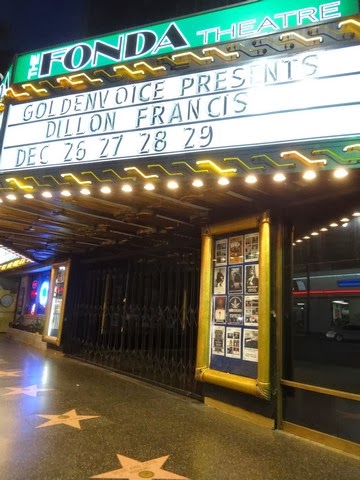 THE FONDA THEATRE
GOLDENVOICE PRESENTS
DILLON FRANCIS
DEC 26 27 28 29